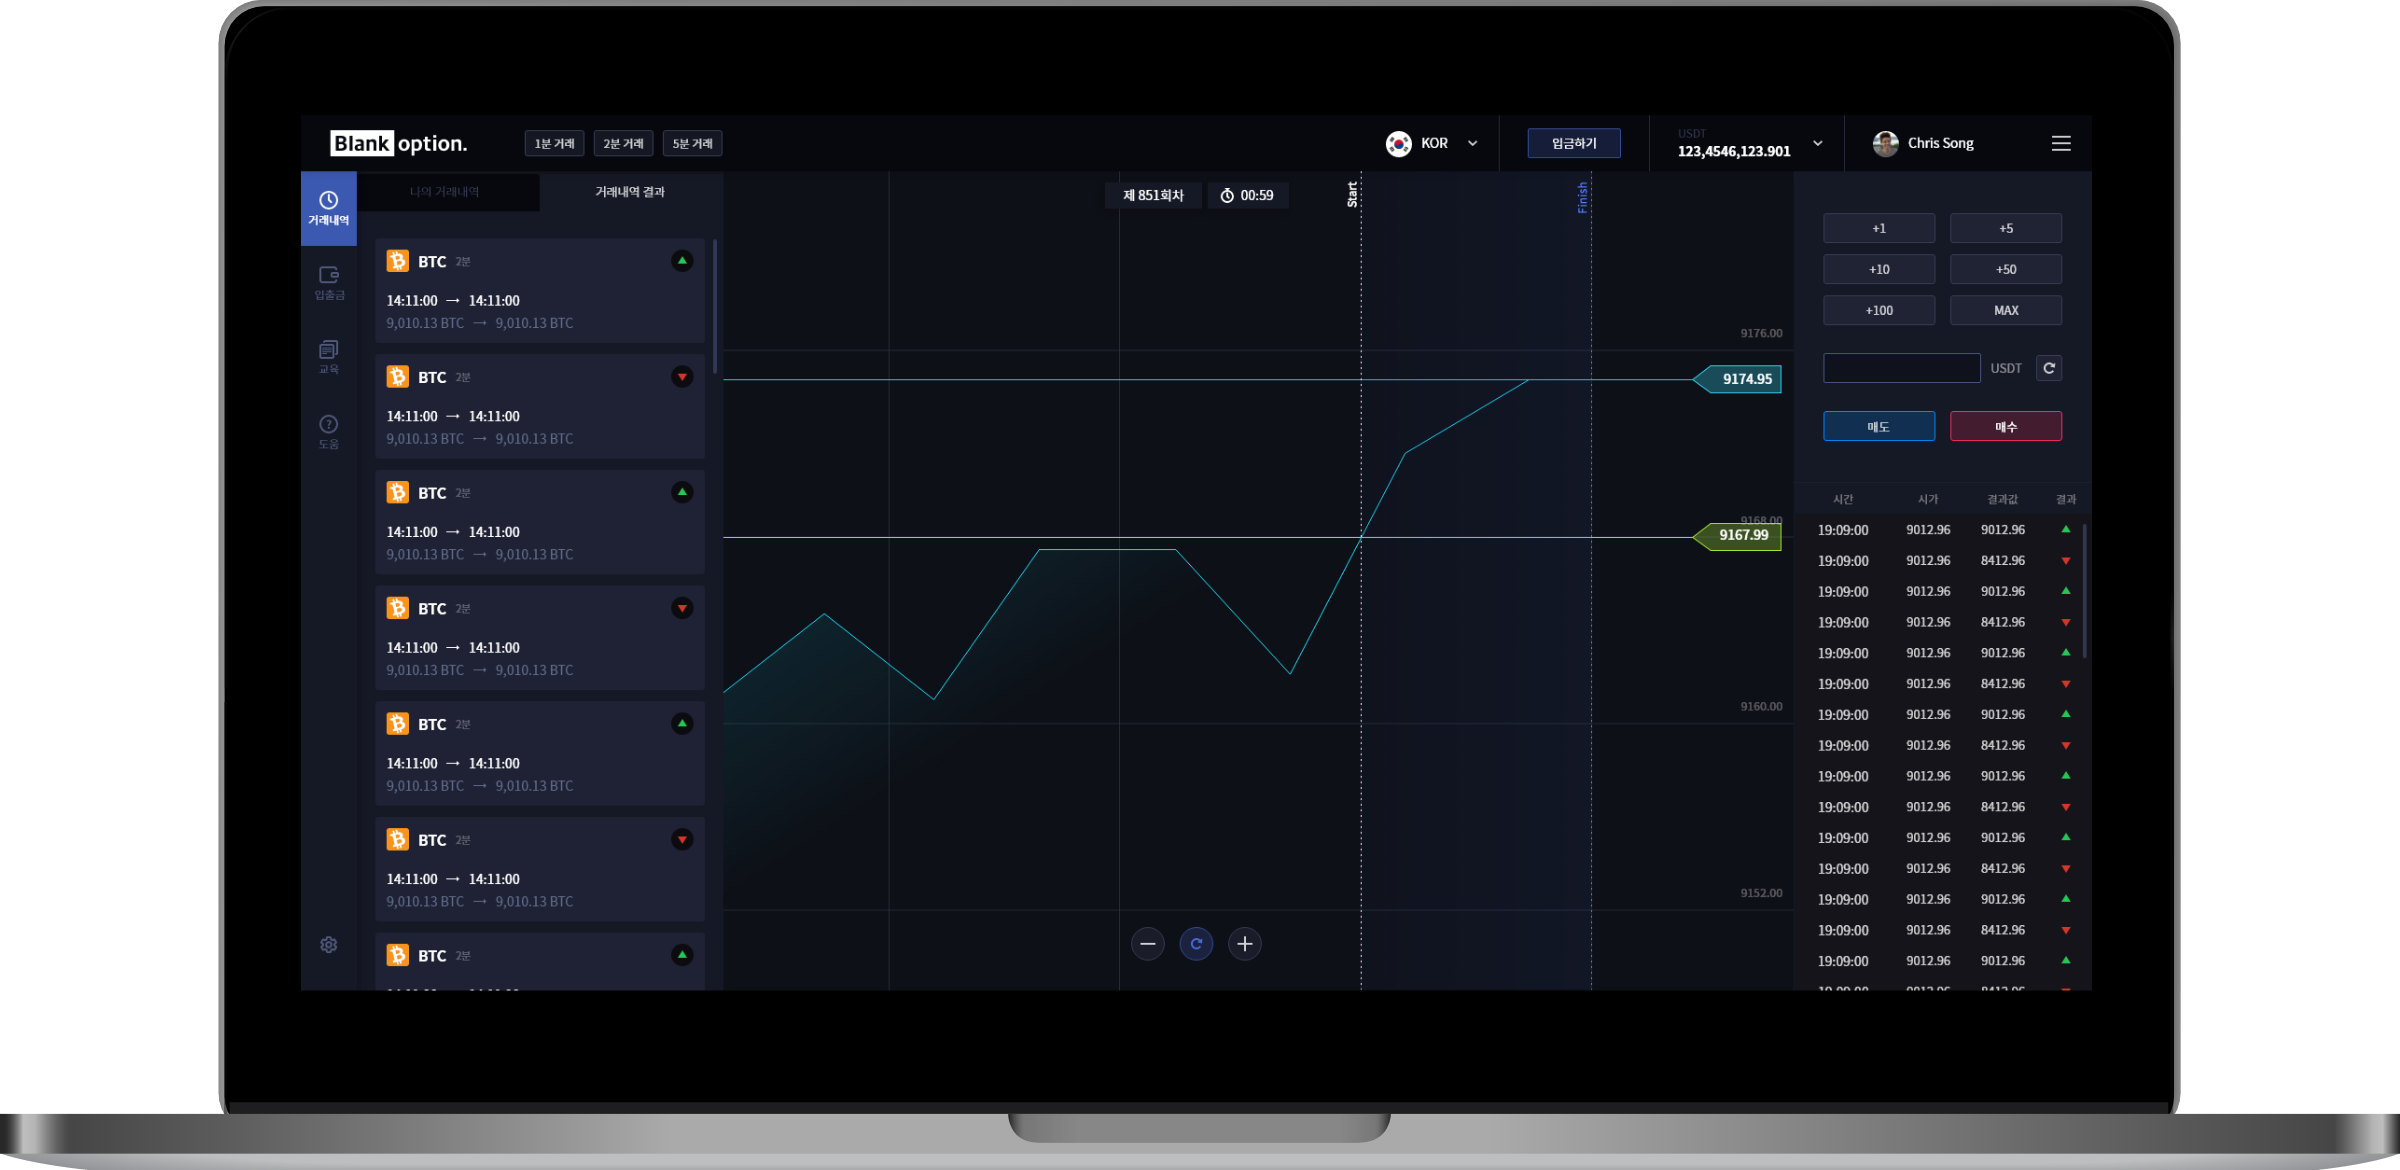 Blank option.
1분 거래
2분 거래
5분 거래
KOR
입금하기
USDT
123,4546,123.901
Chris Song
거래내역
입출금
교육
도움
나의 거래내역
거래내역 결과
BTC 2분
14:11:00 → 14:11:00
9,010.13 BTC → 9,010.13 BTC
BTC 2분
14:11:00 → 14:11:00
9,010.13 BTC → 9,010.13 BTC
BTC 2분
14:11:00 → 14:11:00
9,010.13 BTC → 9,010.13 BTC
BTC 2분
14:11:00 → 14:11:00
9,010.13 BTC → 9,010.13 BTC
BTC 2분
14:11:00 → 14:11:00
9,010.13 BTC → 9,010.13 BTC
BTC 2분
14:11:00 → 14:11:00
9,010.13 BTC → 9,010.13 BTC
BTC 2분
제 851회차
00:59
Start
Finish
9176.00
9174.95
9168.00
9167.99
9160.00
9152.00
+1
+5
+10
+50
+100
MAX
USDT
매도
매수
시간 시가 결과값 결과
19:09:00 9012.96 9012.96
19:09:00 9012.96 8412.96
19:09:00 9012.96 9012.96
19:09:00 9012.96 8412.96
19:09:00 9012.96 9012.96
19:09:00 9012.96 8412.96
19:09:00 9012.96 9012.96
19:09:00 9012.96 8412.96
19:09:00 9012.96 9012.96
19:09:00 9012.96 8412.96
19:09:00 9012.96 9012.96
19:09:00 9012.96 8412.96
19:09:00 9012.96 9012.96
19:09:00 9012.96 8412.96
19:09:00 9012.96 9012.96